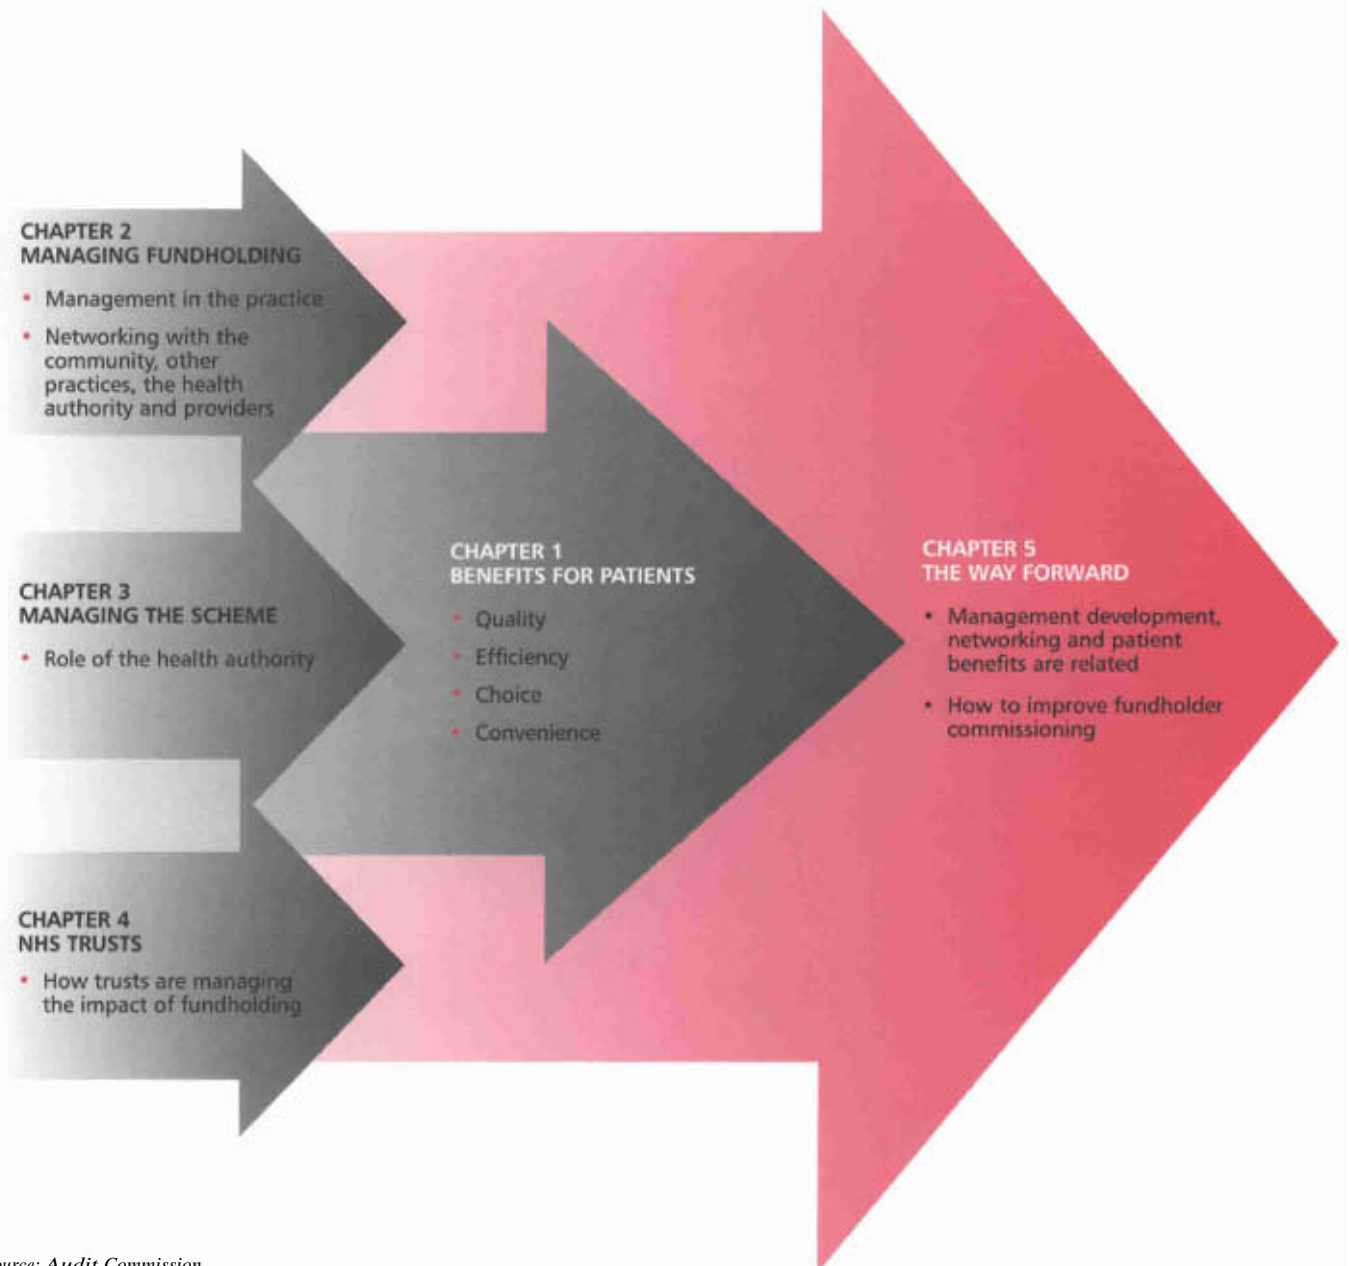 CHAPTER 2
MANAGING FUNDHOLDING
• Management in the practice
• Networking with the
community, other
practices, the health
authority and providers
CHAPTER 3
MANAGING THE SCHEME
• Role of the health authority
CHAPTER 4
NHS TRUSTS
• How trusts are managing
the impact of fundholding
CHAPTER 1
BENEFITS FOR PATIENTS
• Quality
• Efficiency
• Choice
• Convenience
CHAPTER 5
THE WAY FORWARD
• Management development,
networking and patient
benefits are related
• How to improve fundholder
commissioning
Audit Commission